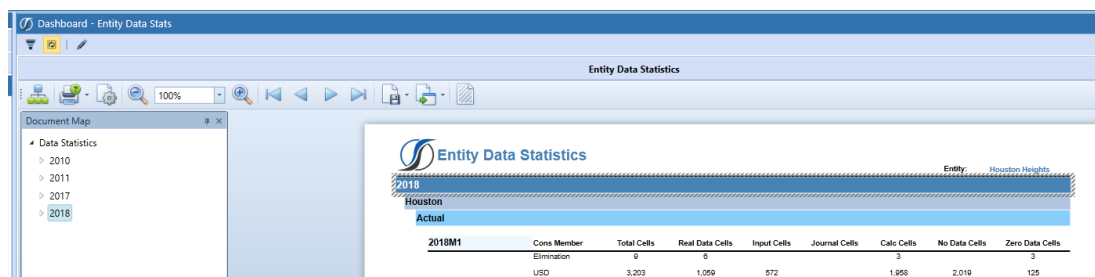 Dashboard - Entity Data Stats
Entity Data Statistics
100%
Document Map
Data Statistics
2010
2011
2017
2018
Entity Data Statistics
Entity: Houston Heights
2018
Houston
Actual
2018M1 Cons Member Total Cells Real Data Cells Input Cells Journal Cells Calc Cells No Data Cells Zero Data Cells
Elimination 9 6 3 3
USD 3,203 1,059 572 1,958 2,019 125